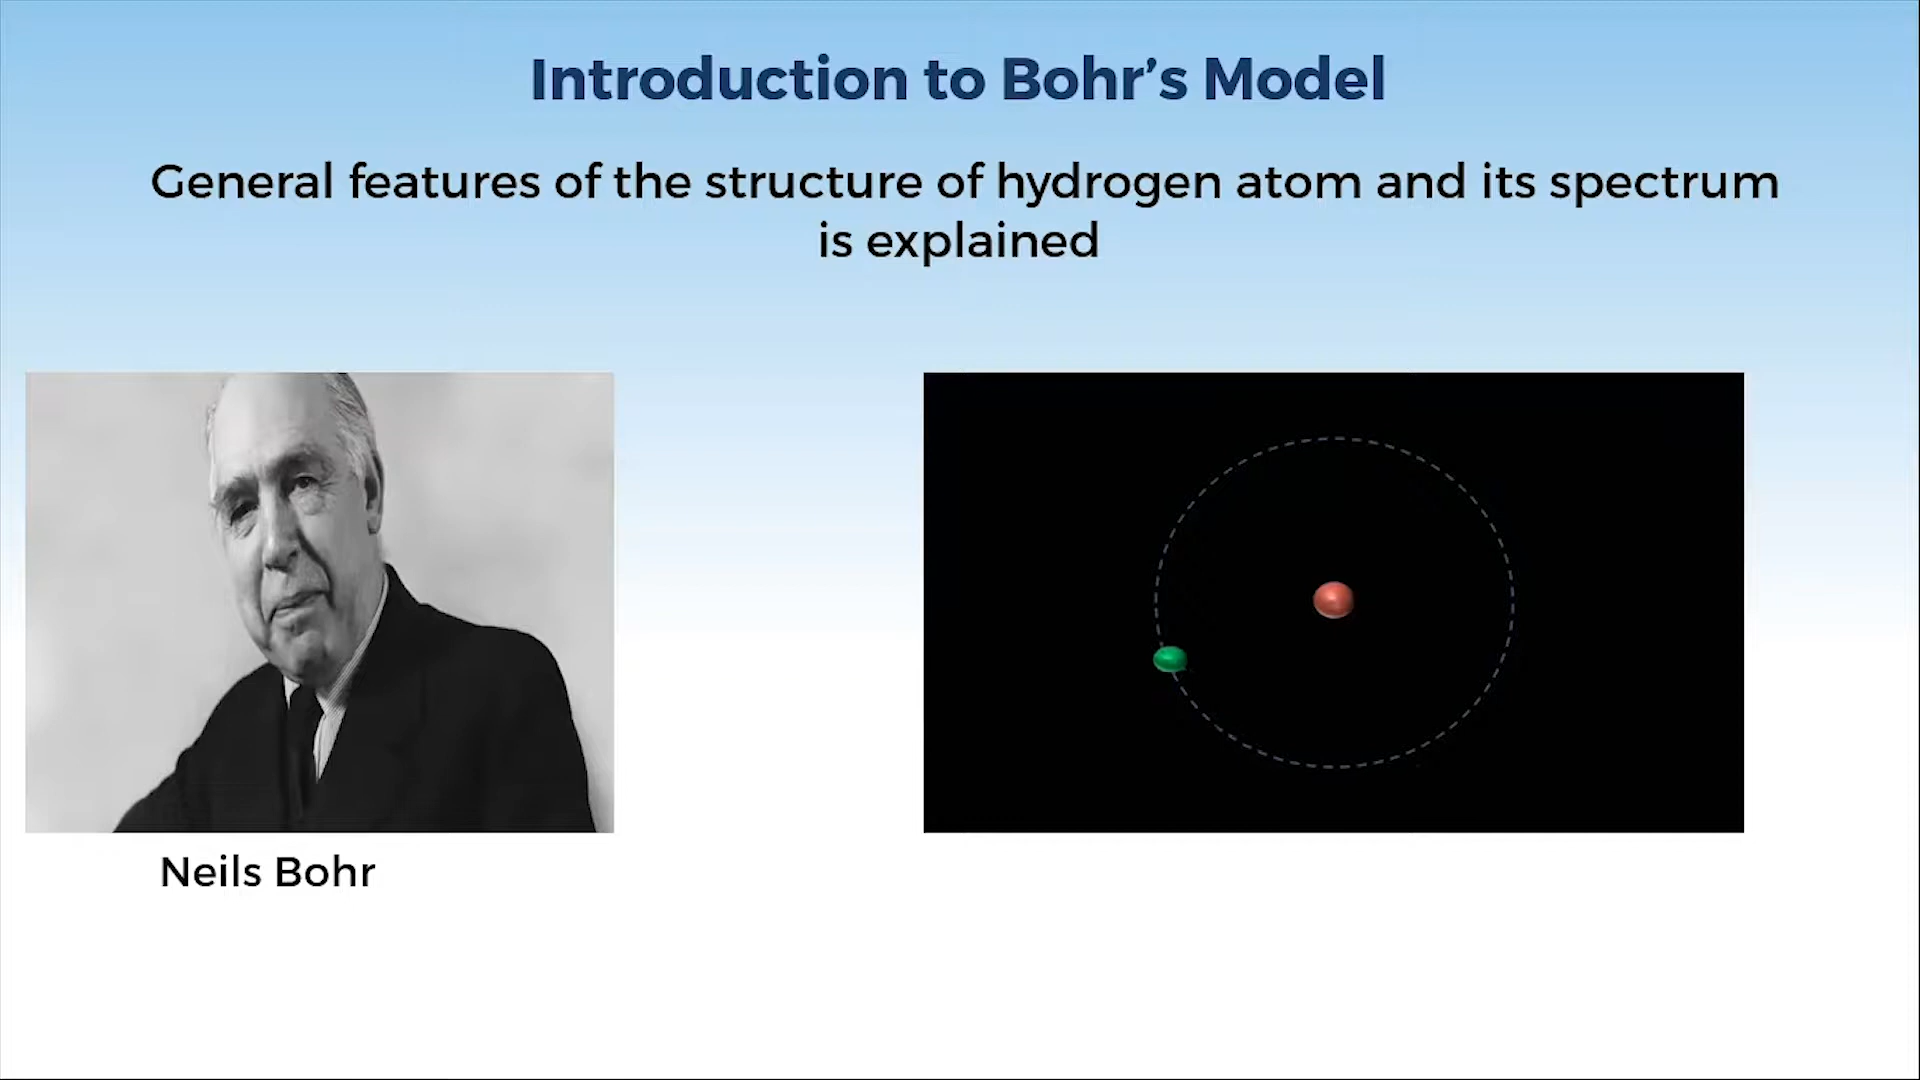 Introduction to Bohr’s Model
General features of the structure of hydrogen atom and its spectrum
is explained
Neils Bohr